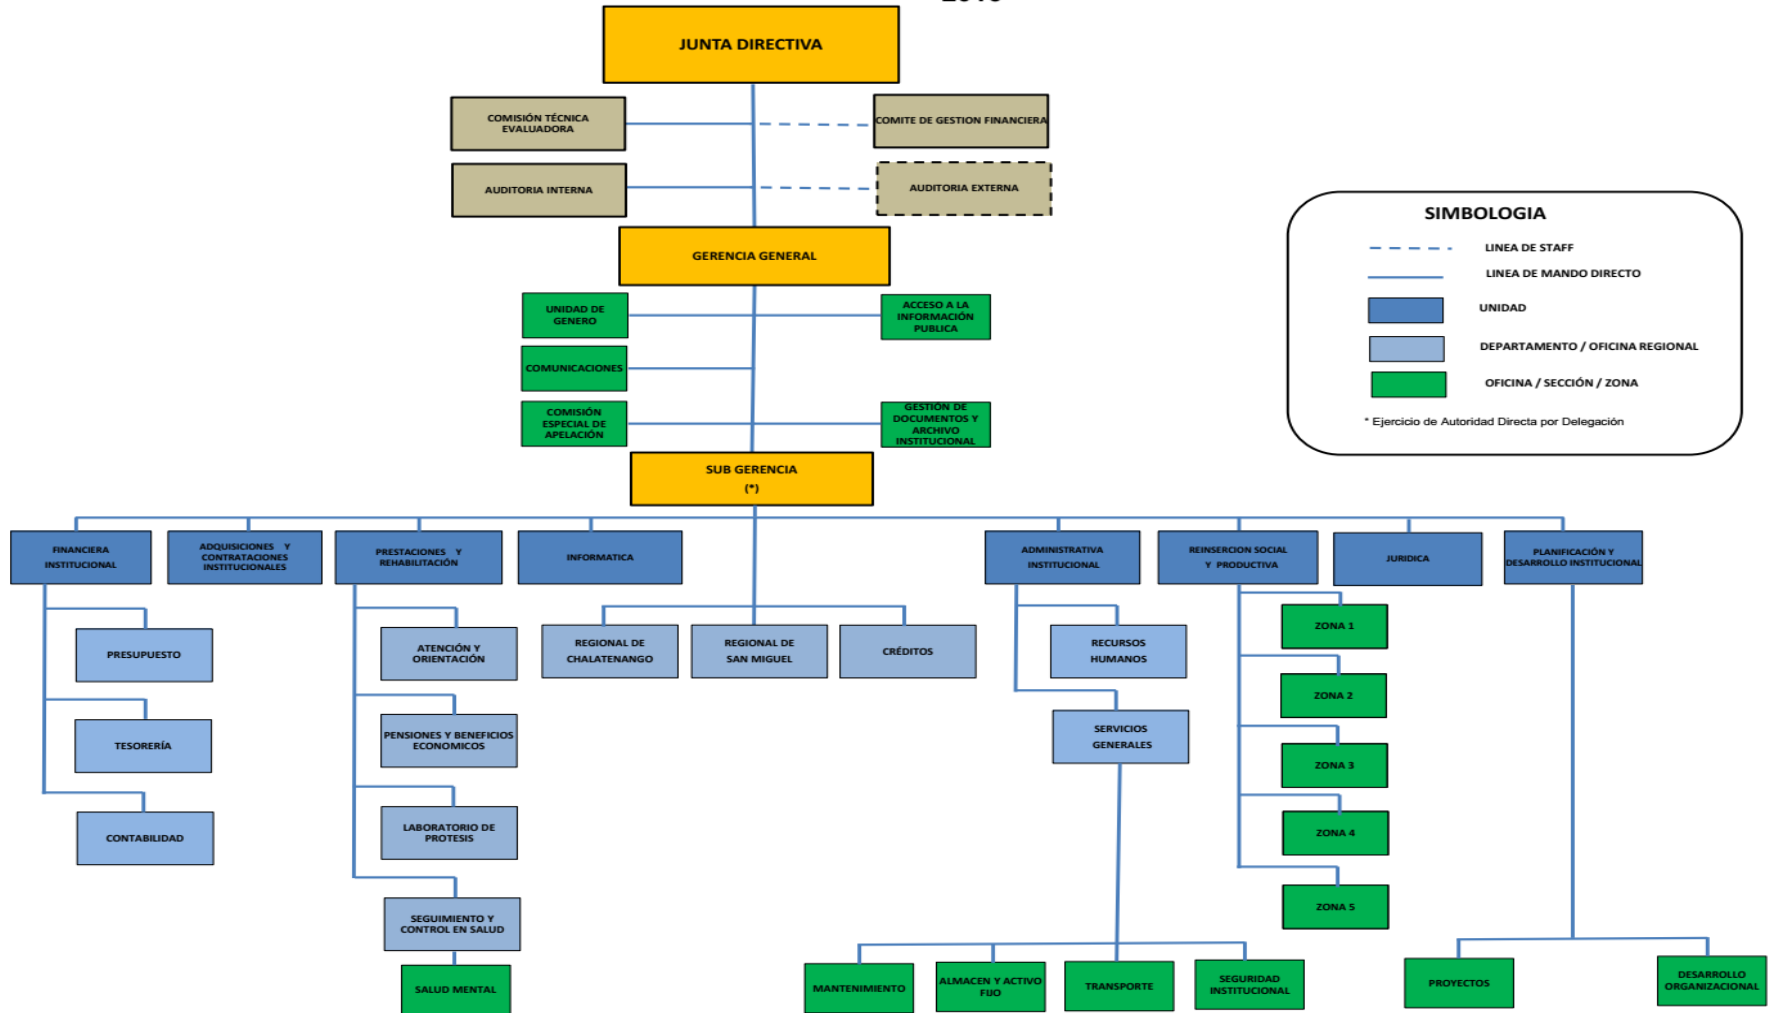 JUNTA DIRECTIVA
COMISIÓN TÉCNICA
EVALUADORA
COMITE DE GESTION FINANCIERA
AUDITORIA INTERNA
AUDITORIA EXTERNA
GERENCIA GENERAL
UNIDAD DE
GENERO
ACCESO A LA
INFORMACIÓN
PUBLICA
COMUNICACIONES
COMISIÓN
ESPECIAL DE
APELACIÓN
GESTIÓN DE
DOCUMENTOS Y
ARCHIVO
INSTITUCIONAL
SUB GERENCIA
(*)
SIMBOLOGIA
LINEA DE STAFF
LINEA DE MANDO DIRECTO
UNIDAD
DEPARTAMENTO / OFICINA REGIONAL
OFICINA / SECCIÓN / ZONA
* Ejercicio de Autoridad Directa por Delegación
FINANCIERA
INSTITUCIONAL
ADQUISICIONES Y
CONTRATACIONES
INSTITUCIONALES
PRESTACIONES Y
REHABILITACIÓN
INFORMATICA
ADMINISTRATIVA
INSTITUCIONAL
REINSERCION SOCIAL
Y PRODUCTIVA
JURIDICA
PLANIFICACIÓN Y
DESARROLLO INSTITUCIONAL
PRESUPUESTO
TESORERÍA
CONTABILIDAD
ATENCIÓN Y
ORIENTACIÓN
PENSIONES Y BENEFICIOS
ECONOMICOS
LABORATORIO DE
PROTESIS
SEGUIMIENTO Y
CONTROL EN SALUD
SALUD MENTAL
REGIONAL DE
CHALATENANGO
REGIONAL DE
SAN MIGUEL
CRÉDITOS
RECURSOS
HUMANOS
SERVICIOS
GENERALES
MANTENIMIENTO
ALMACEN Y ACTIVO
FIJO
TRANSPORTE
SEGURIDAD
INSTITUCIONAL
ZONA 1
ZONA 2
ZONA 3
ZONA 4
ZONA 5
PROYECTOS
DESARROLLO
ORGANIZACIONAL